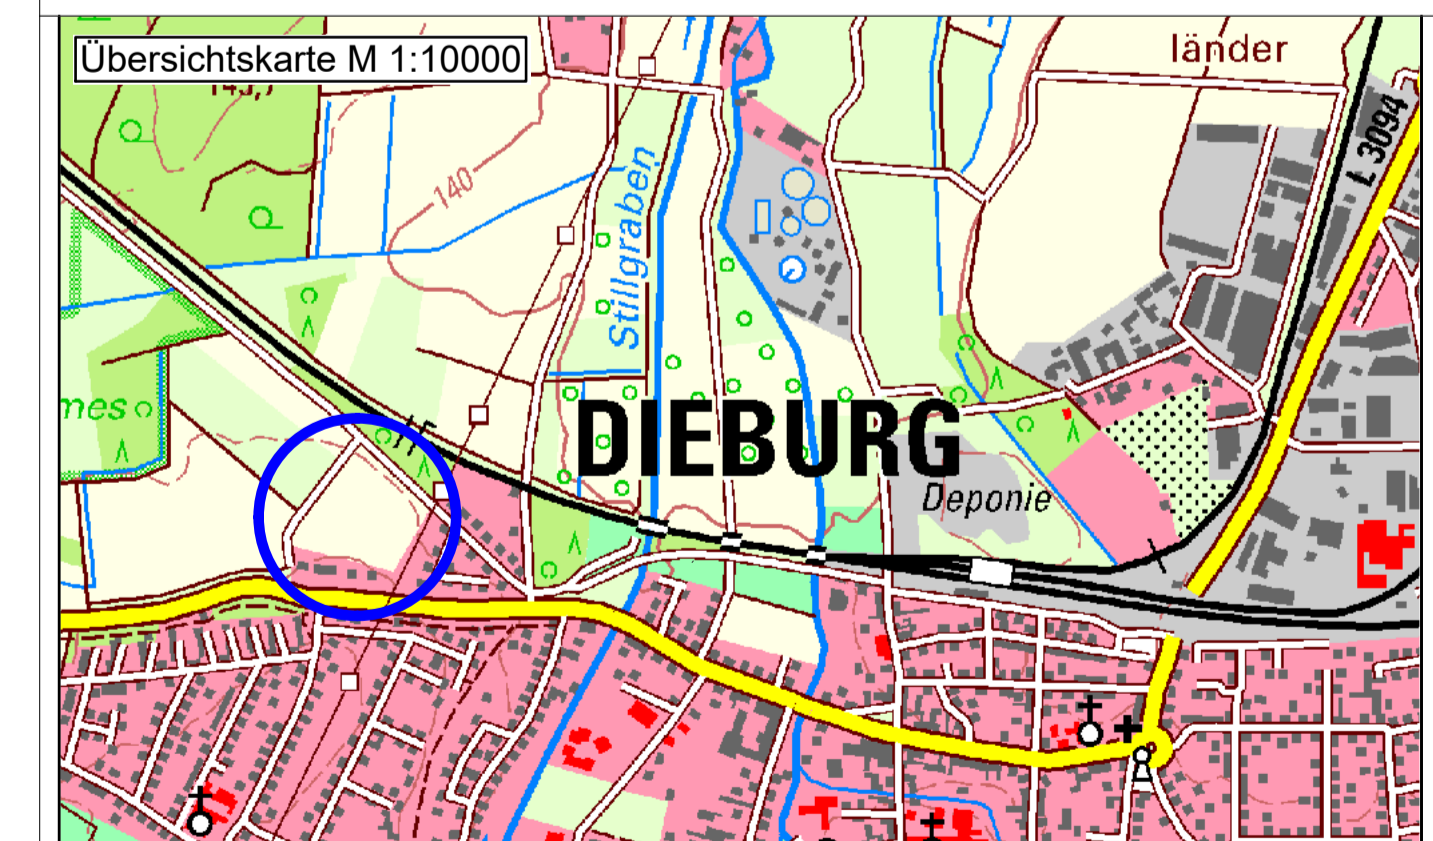 Übersichtskarte M 1:10000
länder
L 3094
140
Stillgraben
mes
DIEBURG
Deponie